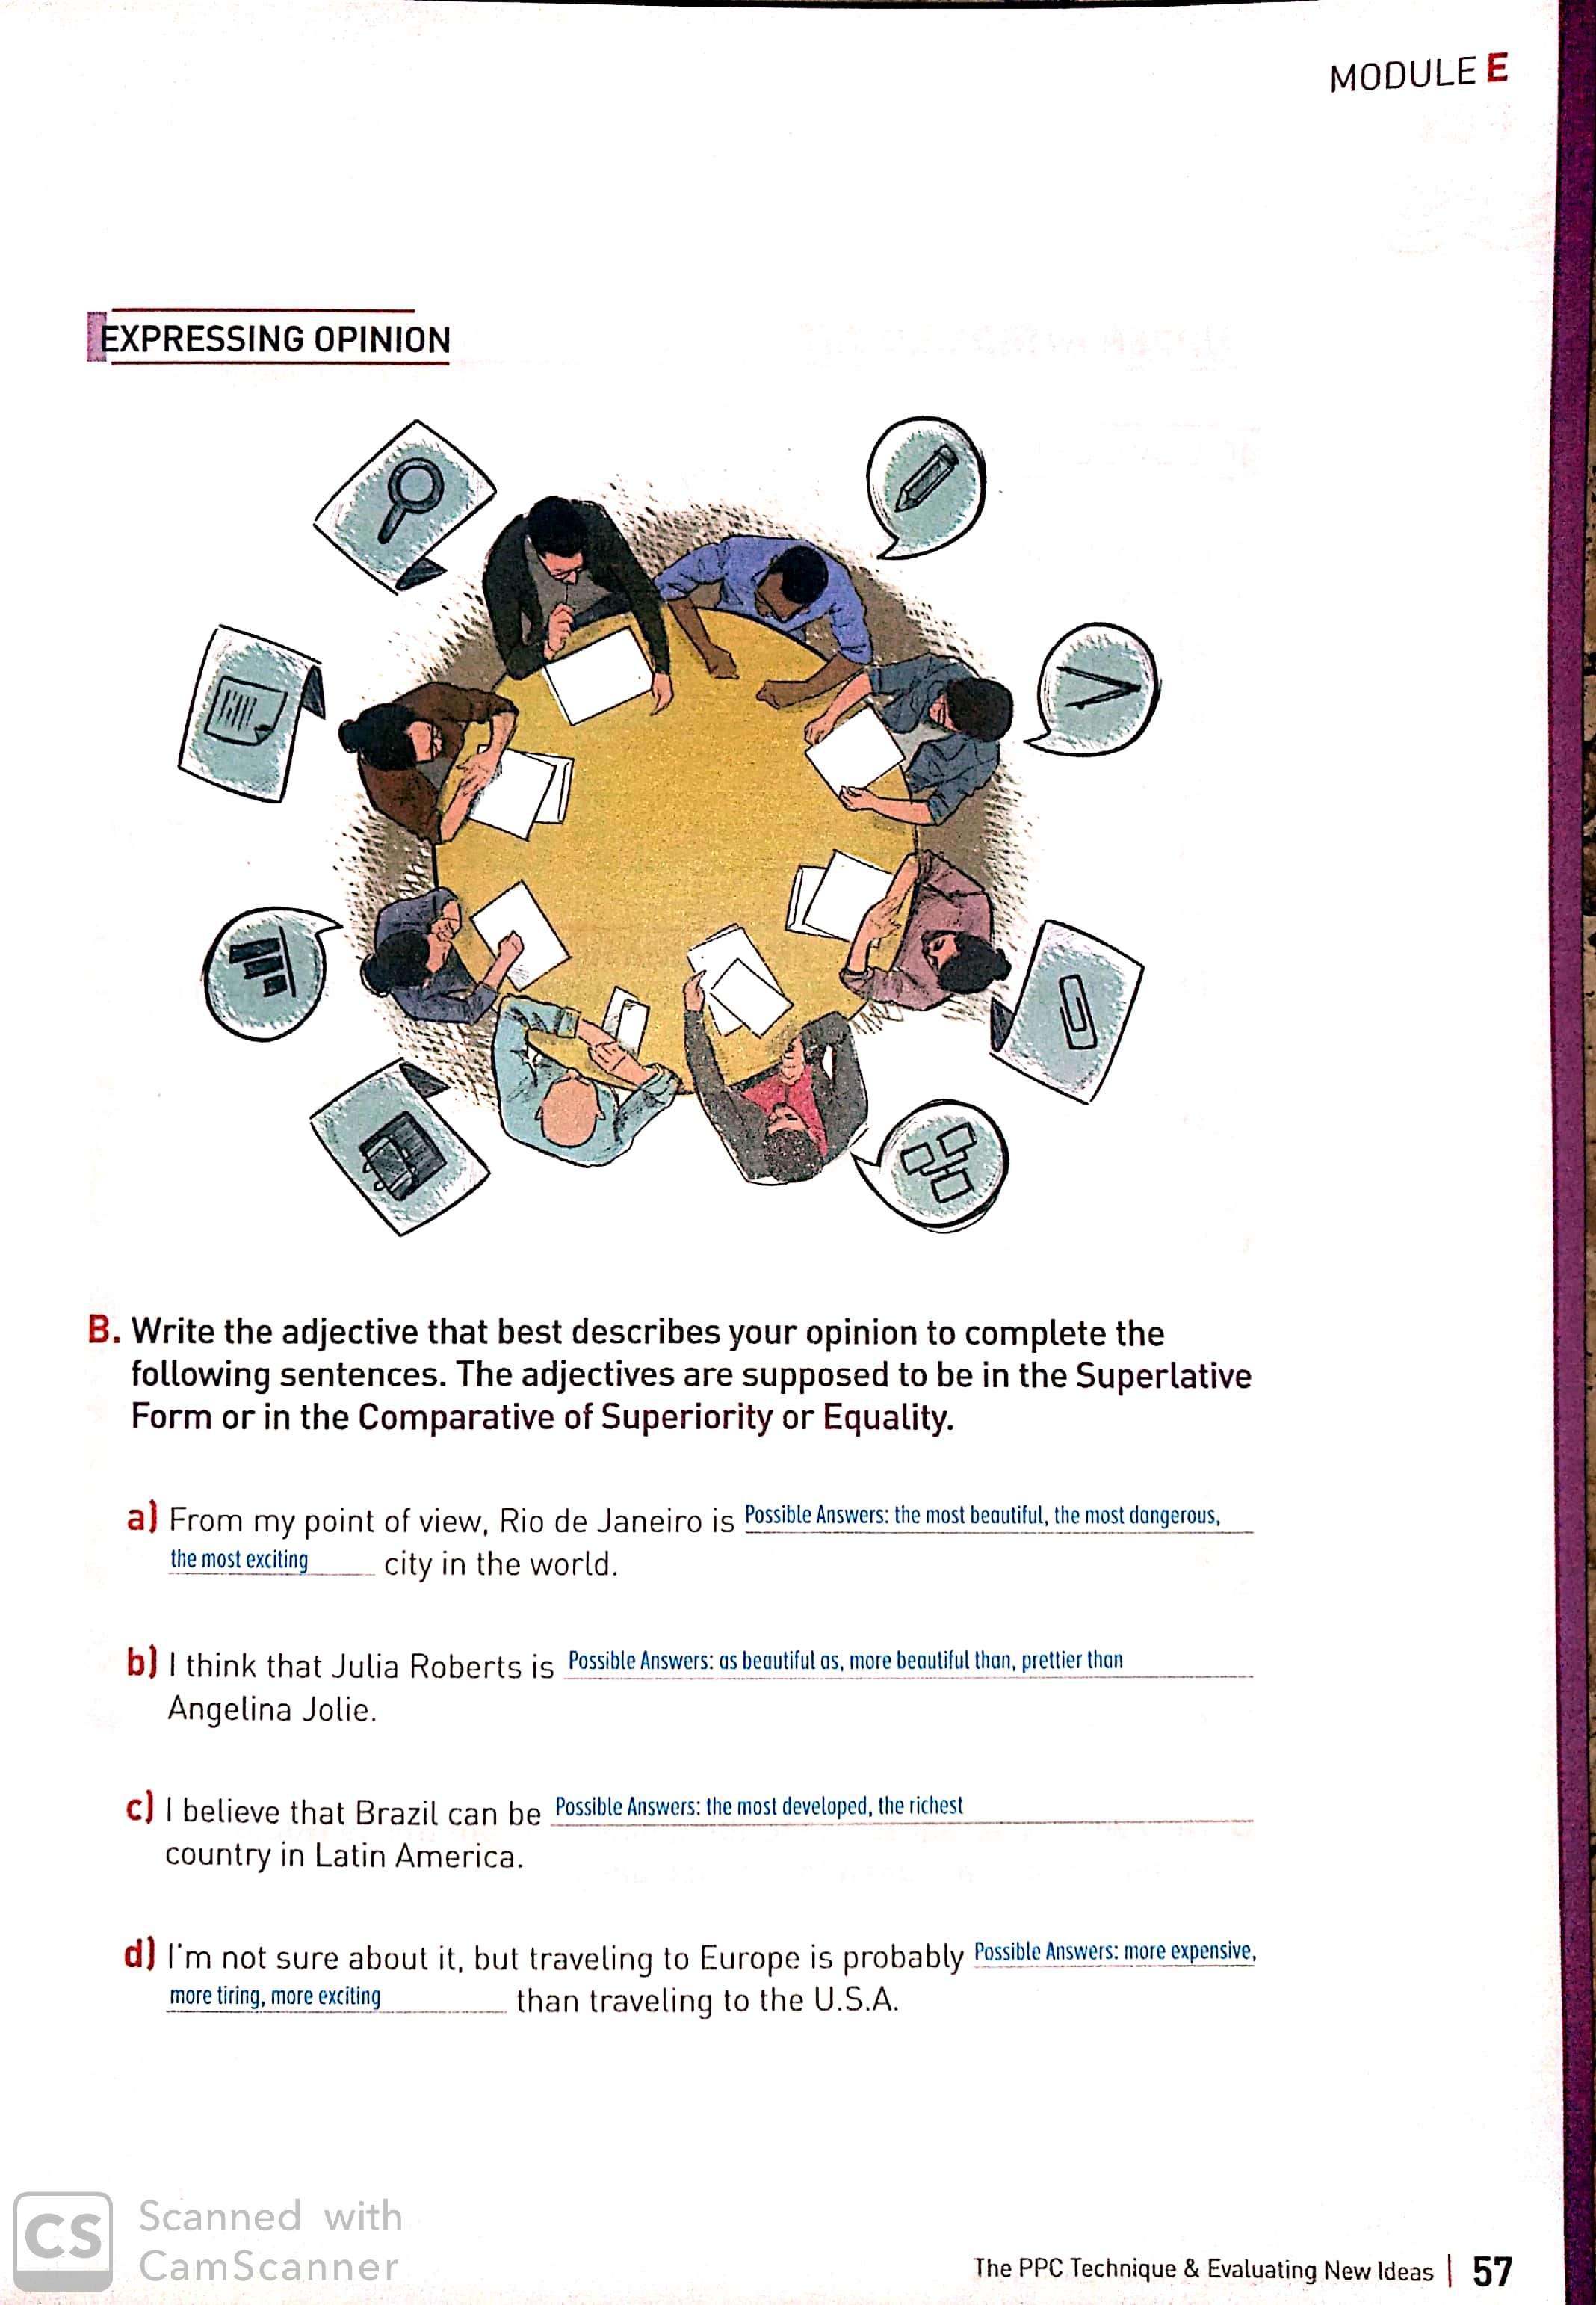 MODULE E
EXPRESSING OPINION
B. Write the adjective that best describes your opinion to complete the
following sentences. The adjectives are supposed to be in the Superlative
Form or in the Comparative of Superiority or Equality.
a) From my point of view, Rio de Janeiro is Possible Answers: the most beautiful, the most dangerous,
the most exciting city in the world.
b) I think that Julia Roberts is Possible Answers: as beautiful as, more beautiful than, prettier than
Angelina Jolie.
c) I believe that Brazil can be Possible Answers: the most developed, the richest
country in Latin America.
d) I'm not sure about it, but traveling to Europe is probably Possible Answers: more expensive,
more tiring, more exciting than traveling to the U.S.A.
CS Scanned with
CamScanner
The PPC Technique & Evaluating New Ideas | 57